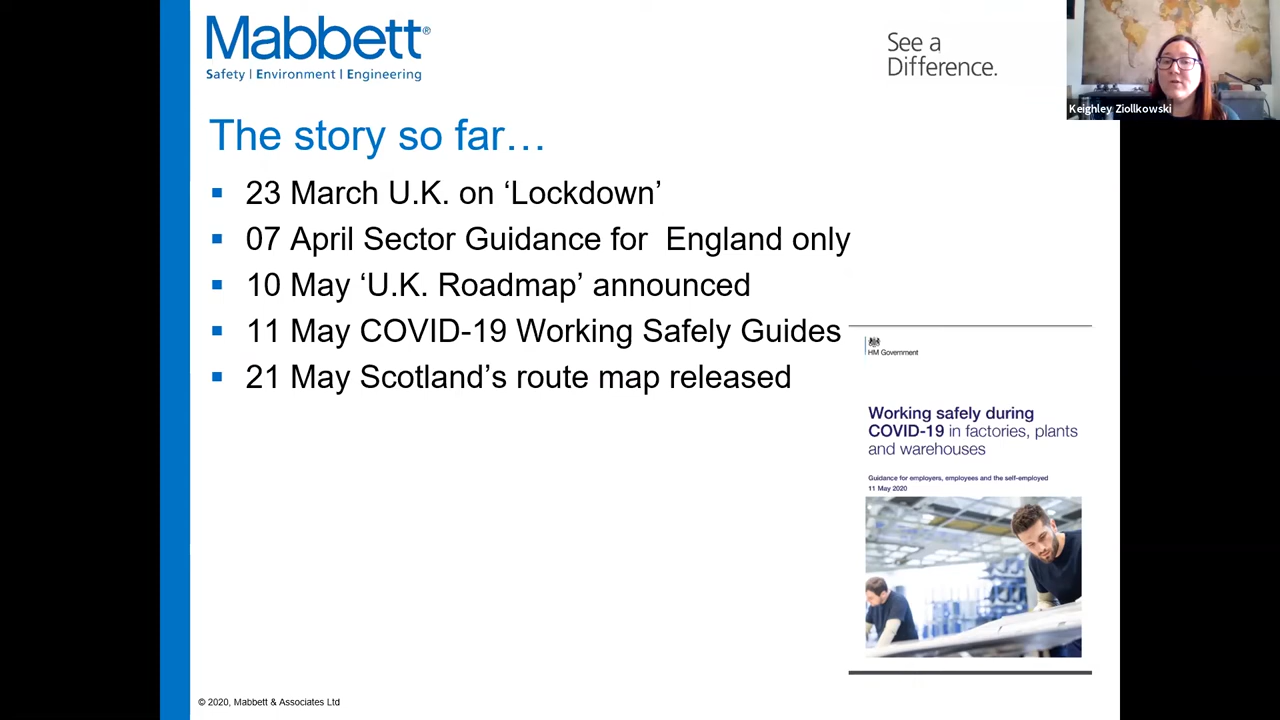 Mabbett®
Safety | Environment | Engineering
See a
Difference.
Keighley Ziollkowski
The story so far…
▪ 23 March U.K. on ‘Lockdown’
▪ 07 April Sector Guidance for  England only
▪ 10 May ‘U.K. Roadmap’ announced
▪ 11 May COVID-19 Working Safely Guides
▪ 21 May Scotland’s route map released
HM Government
Working safely during
COVID-19 in factories, plants
and warehouses
Guidance for employers, employees and the self-employed
11 May 2020
© 2020, Mabbett & Associates Ltd